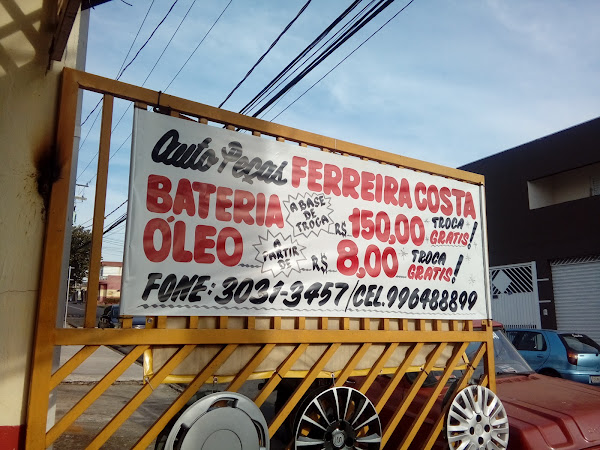 Auto Peças FERREIRA COSTA
BATERIA A BASE DE TROCA R$ 150,00 TROCA GRATIS!
ÓLEO A PARTIR DE R$ 8,00 TROCA GRATIS!
FONE: 3031-3457 / CEL. 996488899